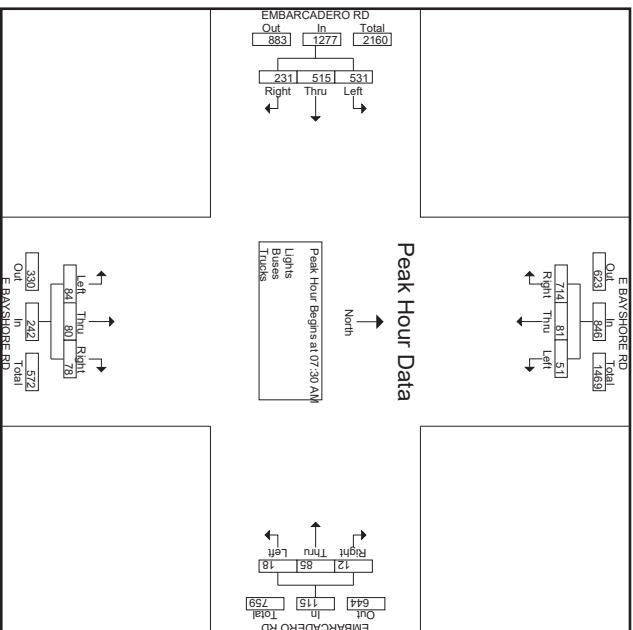 EMBARCADERO RD
Out In Total
883 1277 2160
231 515 531
Right Thru Left
E BAYSHORE RD
Out In Total
623 846 1469
714 81 51
Right Thru Left
Peak Hour Data
North
Peak Hour Begins at 07:30 AM
Lights
Buses
Trucks
Left Thru Right
84 80 78
330 242 572
Out In Total
E BAYSHORE RD
Right Thru Left
12 85 18
644 115 759
Out In Total
EMBARCADERO RD